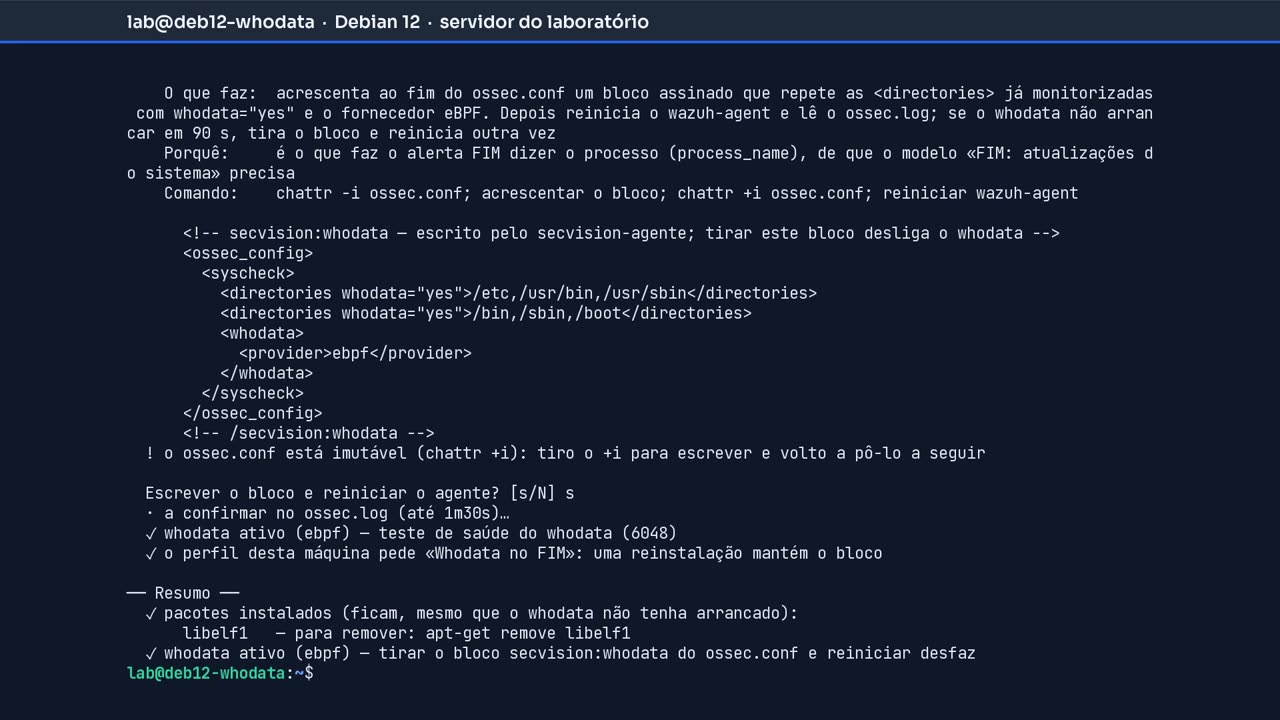 lab@deb12-whodata · Debian 12 · servidor do laboratório
O que faz:  acrescenta ao fim do ossec.conf um bloco assinado que repete as <directories> já monitorizadas
com whodata="yes" e o fornecedor eBPF. Depois reinicia o wazuh-agent e lê o ossec.log; se o whodata não arran
car em 90 s, tira o bloco e reinicia outra vez
Porquê:     é o que faz o alerta FIM dizer o processo (process_name), de que o modelo «FIM: atualizações d
o sistema» precisa
Comando:    chattr -i ossec.conf; acrescentar o bloco; chattr +i ossec.conf; reiniciar wazuh-agent
<!-- secvision:whodata — escrito pelo secvision-agente; tirar este bloco desliga o whodata -->
<ossec_config>
<syscheck>
<directories whodata="yes">/etc,/usr/bin,/usr/sbin</directories>
<directories whodata="yes">/bin,/sbin,/boot</directories>
<whodata>
<provider>ebpf</provider>
</whodata>
</syscheck>
</ossec_config>
<!-- /secvision:whodata -->
! o ossec.conf está imutável (chattr +i): tiro o +i para escrever e volto a pô-lo a seguir
Escrever o bloco e reiniciar o agente? [s/N] s
· a confirmar no ossec.log (até 1m30s)…
✓ whodata ativo (ebpf) — teste de saúde do whodata (6048)
✓ o perfil desta máquina pede «Whodata no FIM»: uma reinstalação mantém o bloco
── Resumo ──
✓ pacotes instalados (ficam, mesmo que o whodata não tenha arrancado):
libelf1   — para remover: apt-get remove libelf1
✓ whodata ativo (ebpf) — tirar o bloco secvision:whodata do ossec.conf e reiniciar desfaz
lab@deb12-whodata:~$